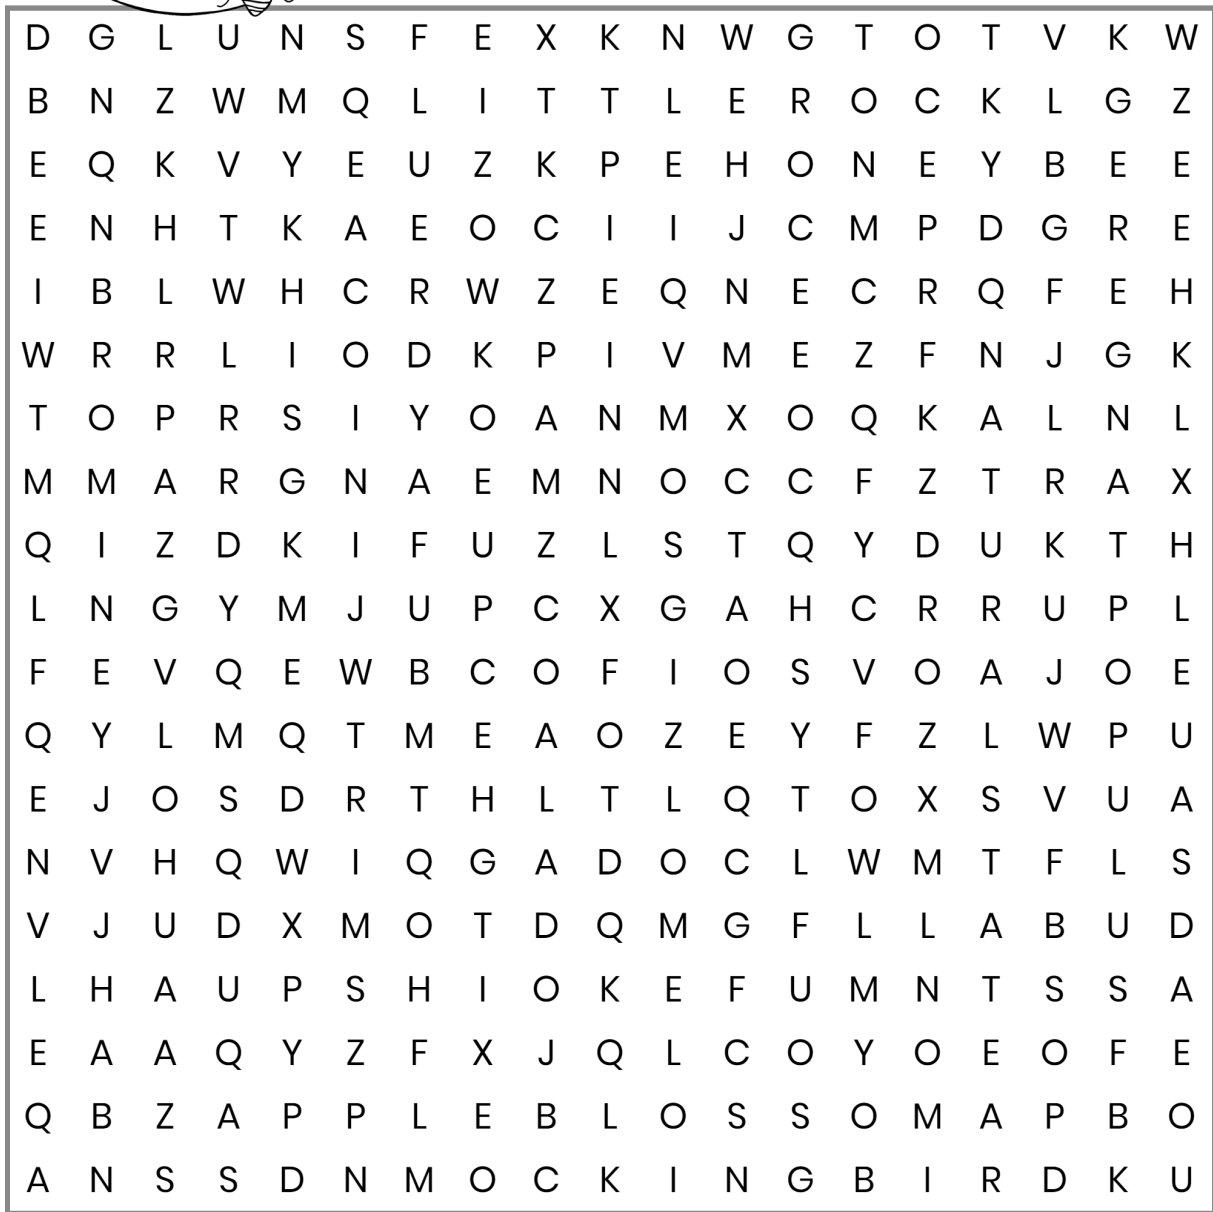 D G L U N S F E X K N W G T O T V K W
B N Z W M Q L I T T L E R O C K L G Z
E Q K V Y E U Z K P E H O N E Y B E E
E N H T K A E O C I I J C M P D G R E
I B L W H C R W Z E Q N E C R Q F E H
W R R L I O D K P I V M E Z F N J G K
T O P R S I Y O A N M X O Q K A L N L
M M A R G N A E M N O C C F Z T R A X
Q I Z D K I F U Z L S T Q Y D U K T H
L N G Y M J U P C X G A H C R R U P L
F E V Q E W B C O F I O S V O A J O E
Q Y L M Q T M E A O Z E Y F Z L W P U
E J O S D R T H L T L Q T O X S V U A
N V H Q W I Q G A D O C L W M T F L S
V J U D X M O T D Q M G F L L A B U D
L H A U P S H I O K E F U M N T S S A
E A A Q Y Z F X J Q L C O Y O E O F E
Q B Z A P P L E B L O S S O M A P B O
A N S S D N M O C K I N G B I R D K U